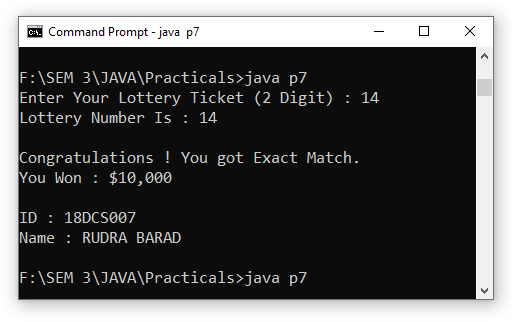 Command Prompt - java  p7
F:\SEM 3\JAVA\Practicals>java p7
Enter Your Lottery Ticket (2 Digit) : 14
Lottery Number Is : 14
Congratulations ! You got Exact Match.
You Won : $10,000
ID : 18DCS007
Name : RUDRA BARAD
F:\SEM 3\JAVA\Practicals>java p7